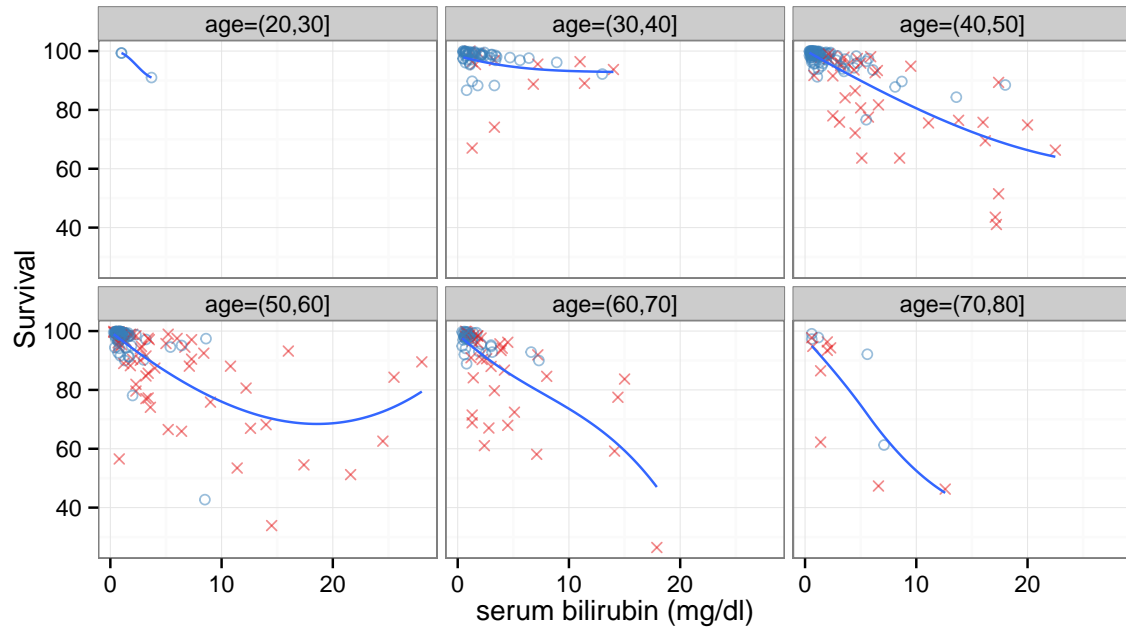 age=(20,30] age=(30,40] age=(40,50]
100
80
60
40
Survival
age=(50,60] age=(60,70] age=(70,80]
100
80
60
40
0 10 20 0 10 20 0 10 20
serum bilirubin (mg/dl)